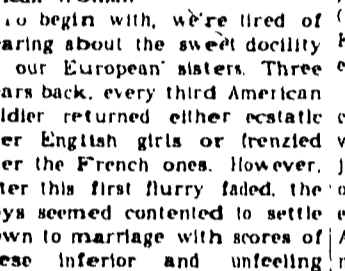 to begin with, we're tired of
aring about the sweet docility
our European sisters. Three
ars back, every third American
ldier returned either ecstatic
er English girls or frenzied
er the French ones. However,
ter this first flurry faded, the
ys seemed contented to settle
wn to marriage with scores of
ese inferior and unfeeling